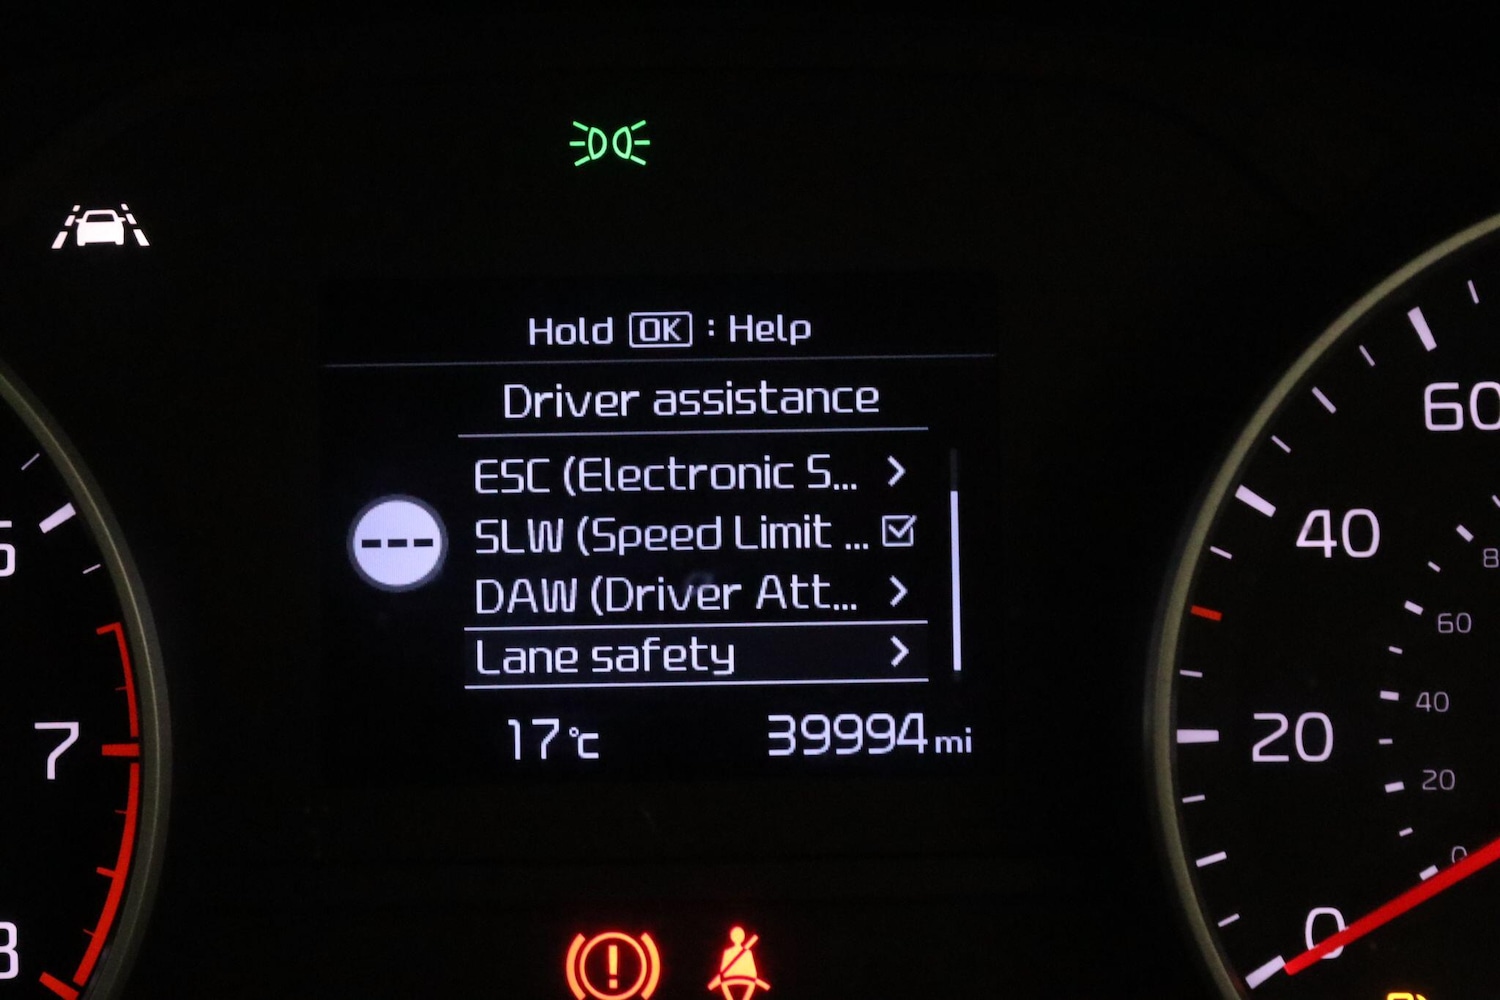 Hold OK : Help
Driver assistance
ESC (Electronic S...
SLW (Speed Limit ...
DAW (Driver Att...
Lane safety
17°C 39994 mi
7
60
40
20
0
60
40
20
0